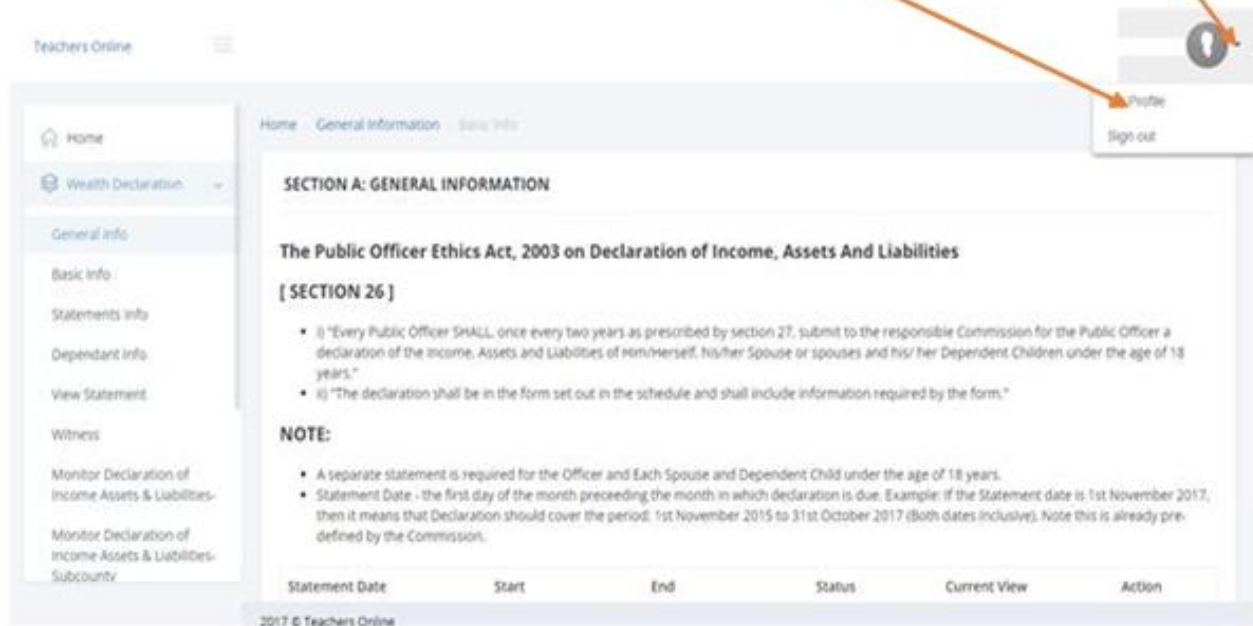 Teachers Online
Profile
Sign out
Home
Wealth Declaration
General Info
Basic Info
Statements Info
Dependant Info
View Statement
Witness
Monitor Declaration of
Income Assets & Liabilities-
Monitor Declaration of
Income Assets & Liabilities-
Subcounty
Home General Information Basic Info
SECTION A: GENERAL INFORMATION
The Public Officer Ethics Act, 2003 on Declaration of Income, Assets And Liabilities
[ SECTION 26 ]
• i) "Every Public Officer SHALL, once every two years as prescribed by section 27, submit to the responsible Commission for the Public Officer a
declaration of the Income, Assets and Liabilities of Him/Herself, his/her Spouse or spouses and his/ her Dependent Children under the age of 18
years."
• ii) "The declaration shall be in the form set out in the schedule and shall include information required by the form."
NOTE:
• A separate statement is required for the Officer and Each Spouse and Dependent Child under the age of 18 years.
• Statement Date - the first day of the month preceeding the month in which declaration is due. Example: If the Statement date is 1st November 2017,
then it means that Declaration should cover the period: 1st November 2015 to 31st October 2017 (Both dates Inclusive). Note this is already pre-
defined by the Commission.
Statement Date Start End Status Current View Action
2017 © Teachers Online